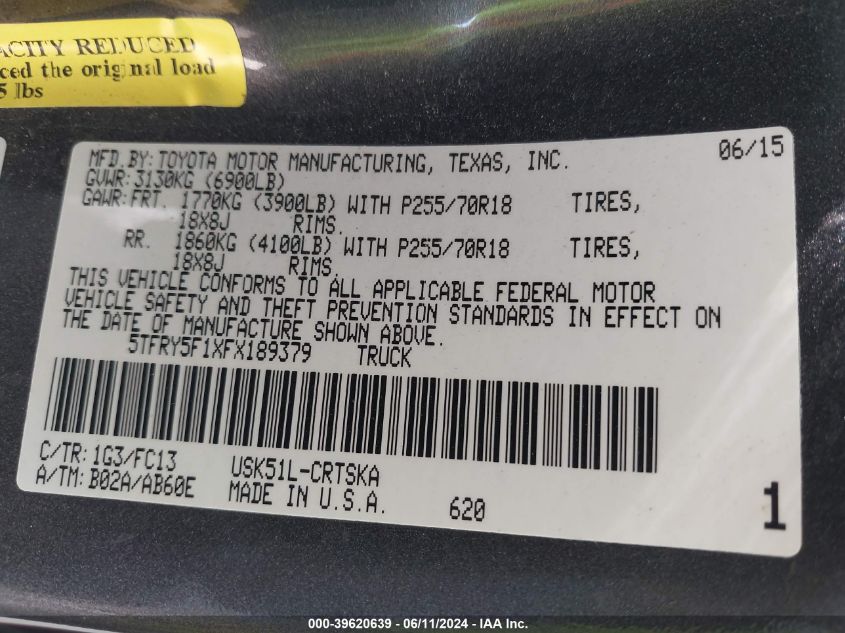 ACITY REDUCED
ced the original load
5 lbs
06/15
MFD. BY: TOYOTA MOTOR MANUFACTURING, TEXAS, INC.
GVWR: 3130KG (6900LB)
GAWR: FRT. 1770KG (3900LB) WITH P255/70R18 TIRES,
18X8J RIMS.
RR. 1860KG (4100LB) WITH P255/70R18 TIRES,
18X8J RIMS.
THIS VEHICLE CONFORMS TO ALL APPLICABLE FEDERAL MOTOR
VEHICLE SAFETY AND THEFT PREVENTION STANDARDS IN EFFECT ON
THE DATE OF MANUFACTURE SHOWN ABOVE.
5TFRY5F1XFX189379 TRUCK
C/TR: 1G3/FC13 USK51L-CRTSKA
A/TM: B02A/AB60E MADE IN U.S.A. 620 1
000-39620639 - 06/11/2024 - IAA Inc.